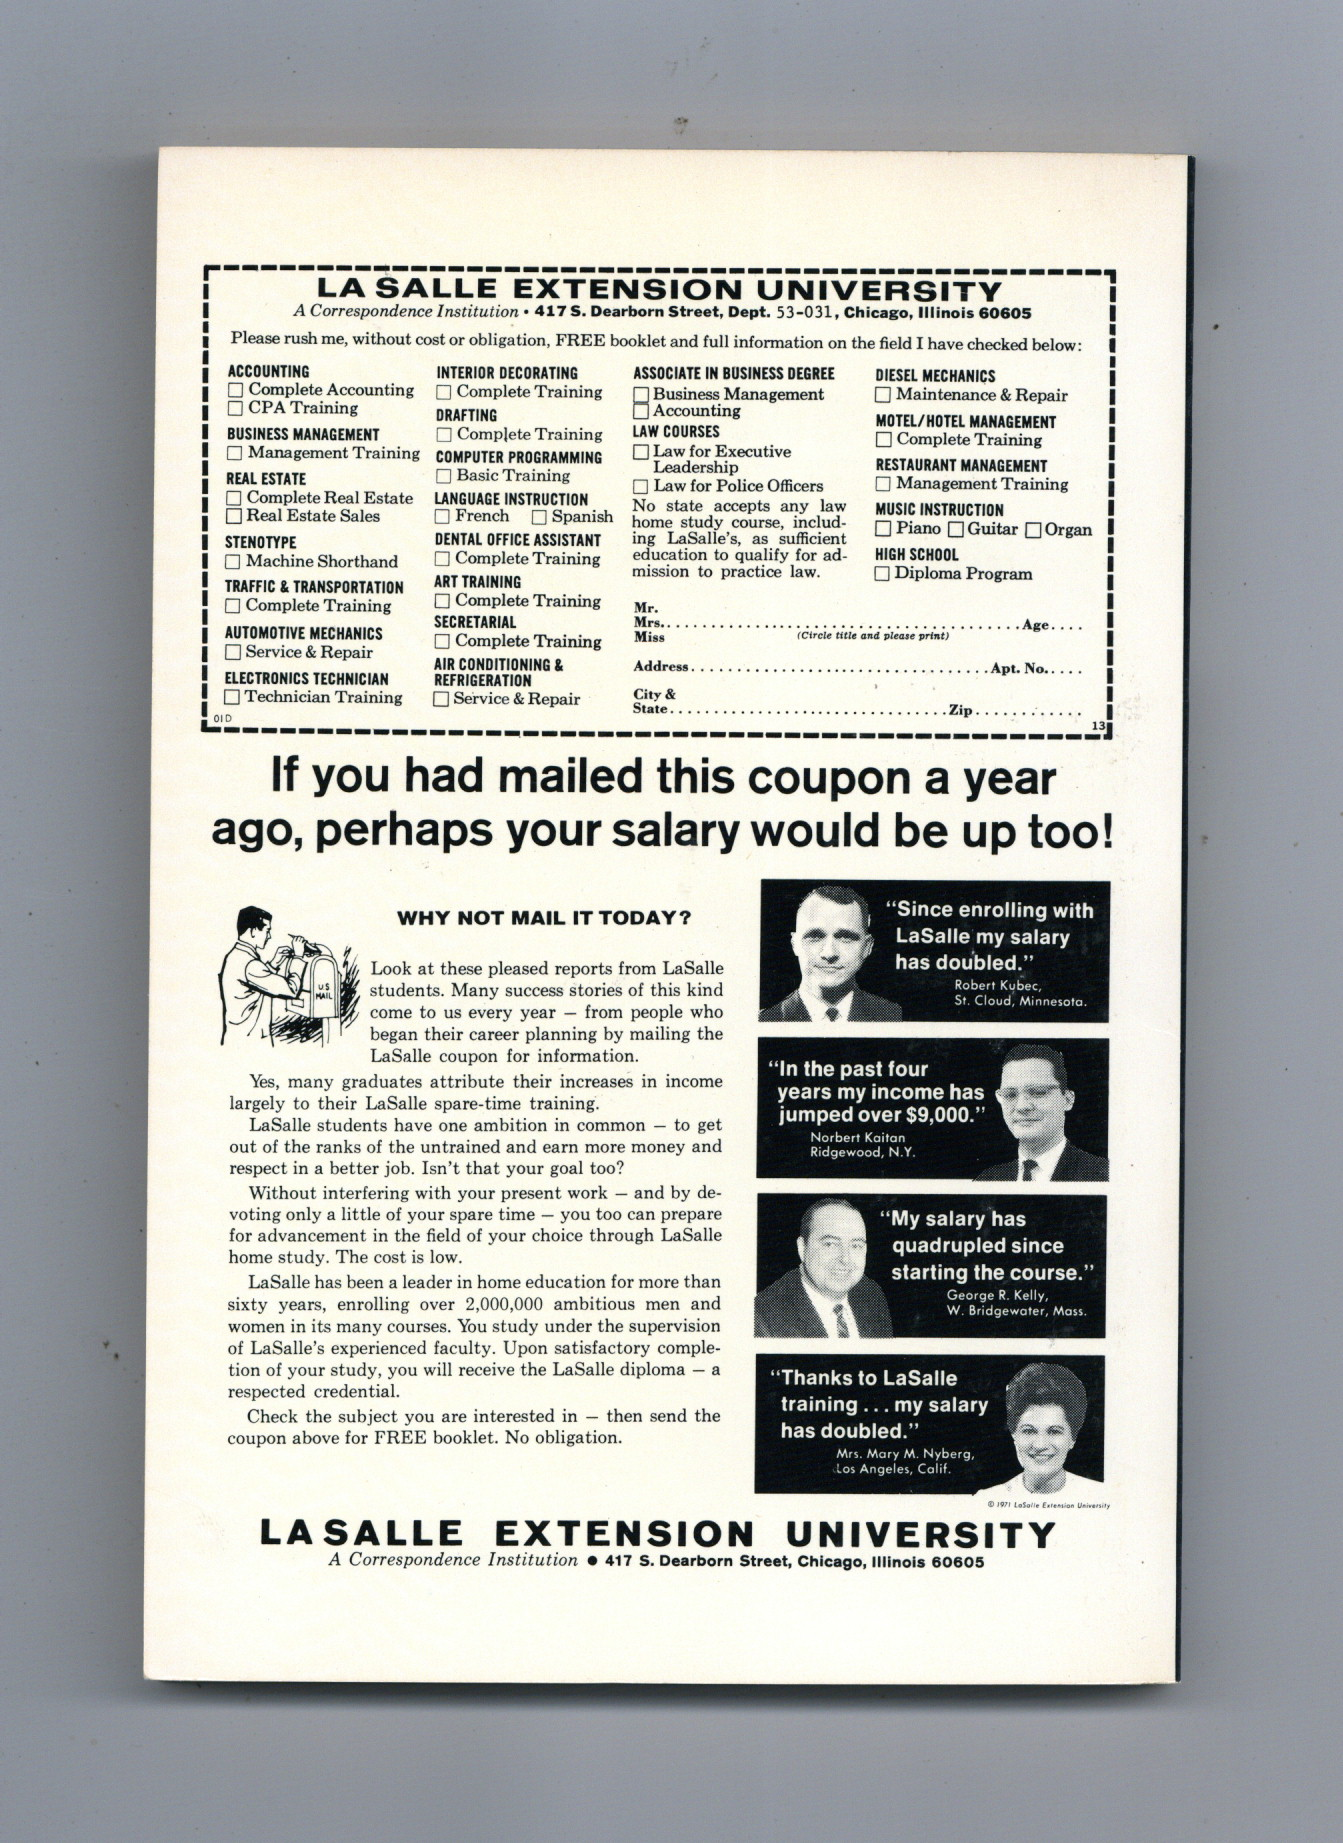 LA SALLE EXTENSION UNIVERSITY
A Correspondence Institution • 417 S. Dearborn Street, Dept. 53-031, Chicago, Illinois 60605
Please rush me, without cost or obligation, FREE booklet and full information on the field I have checked below:
ACCOUNTING
☐ Complete Accounting
☐ CPA Training
BUSINESS MANAGEMENT
☐ Management Training
REAL ESTATE
☐ Complete Real Estate
☐ Real Estate Sales
STENOTYPE
☐ Machine Shorthand
TRAFFIC & TRANSPORTATION
☐ Complete Training
AUTOMOTIVE MECHANICS
☐ Service & Repair
ELECTRONICS TECHNICIAN
☐ Technician Training
01D
INTERIOR DECORATING
☐ Complete Training
DRAFTING
☐ Complete Training
COMPUTER PROGRAMMING
☐ Basic Training
LANGUAGE INSTRUCTION
☐ French ☐ Spanish
DENTAL OFFICE ASSISTANT
☐ Complete Training
ART TRAINING
☐ Complete Training
SECRETARIAL
☐ Complete Training
AIR CONDITIONING &
REFRIGERATION
☐ Service & Repair
ASSOCIATE IN BUSINESS DEGREE
☐ Business Management
☐ Accounting
LAW COURSES
☐ Law for Executive
Leadership
☐ Law for Police Officers
No state accepts any law
home study course, includ-
ing LaSalle's, as sufficient
education to qualify for ad-
mission to practice law.
DIESEL MECHANICS
☐ Maintenance & Repair
MOTEL/HOTEL MANAGEMENT
☐ Complete Training
RESTAURANT MANAGEMENT
☐ Management Training
MUSIC INSTRUCTION
☐ Piano ☐ Guitar ☐ Organ
HIGH SCHOOL
☐ Diploma Program
Mr.
Mrs. . . . . . . . . . . Age. . . .
Miss (Circle title and please print)
Address. . . . . . . . . . Apt. No. . . . .
City &
State. . . . . . . . . . Zip. . . . . . . . . .
13
If you had mailed this coupon a year
ago, perhaps your salary would be up too!
U.S.
MAIL
WHY NOT MAIL IT TODAY?
Look at these pleased reports from LaSalle
students. Many success stories of this kind
come to us every year — from people who
began their career planning by mailing the
LaSalle coupon for information.
Yes, many graduates attribute their increases in income
largely to their LaSalle spare-time training.
LaSalle students have one ambition in common — to get
out of the ranks of the untrained and earn more money and
respect in a better job. Isn't that your goal too?
Without interfering with your present work — and by de-
voting only a little of your spare time — you too can prepare
for advancement in the field of your choice through LaSalle
home study. The cost is low.
LaSalle has been a leader in home education for more than
sixty years, enrolling over 2,000,000 ambitious men and
women in its many courses. You study under the supervision
of LaSalle's experienced faculty. Upon satisfactory comple-
tion of your study, you will receive the LaSalle diploma — a
respected credential.
Check the subject you are interested in — then send the
coupon above for FREE booklet. No obligation.
"Since enrolling with
LaSalle my salary
has doubled."
Robert Kubec,
St. Cloud, Minnesota.
"In the past four
years my income has
jumped over $9,000."
Norbert Kaitan
Ridgewood, N.Y.
"My salary has
quadrupled since
starting the course."
George R. Kelly,
W. Bridgewater, Mass.
"Thanks to LaSalle
training . . . my salary
has doubled."
Mrs. Mary M. Nyberg,
Los Angeles, Calif.
© 1971 LaSalle Extension University
LA SALLE EXTENSION UNIVERSITY
A Correspondence Institution • 417 S. Dearborn Street, Chicago, Illinois 60605